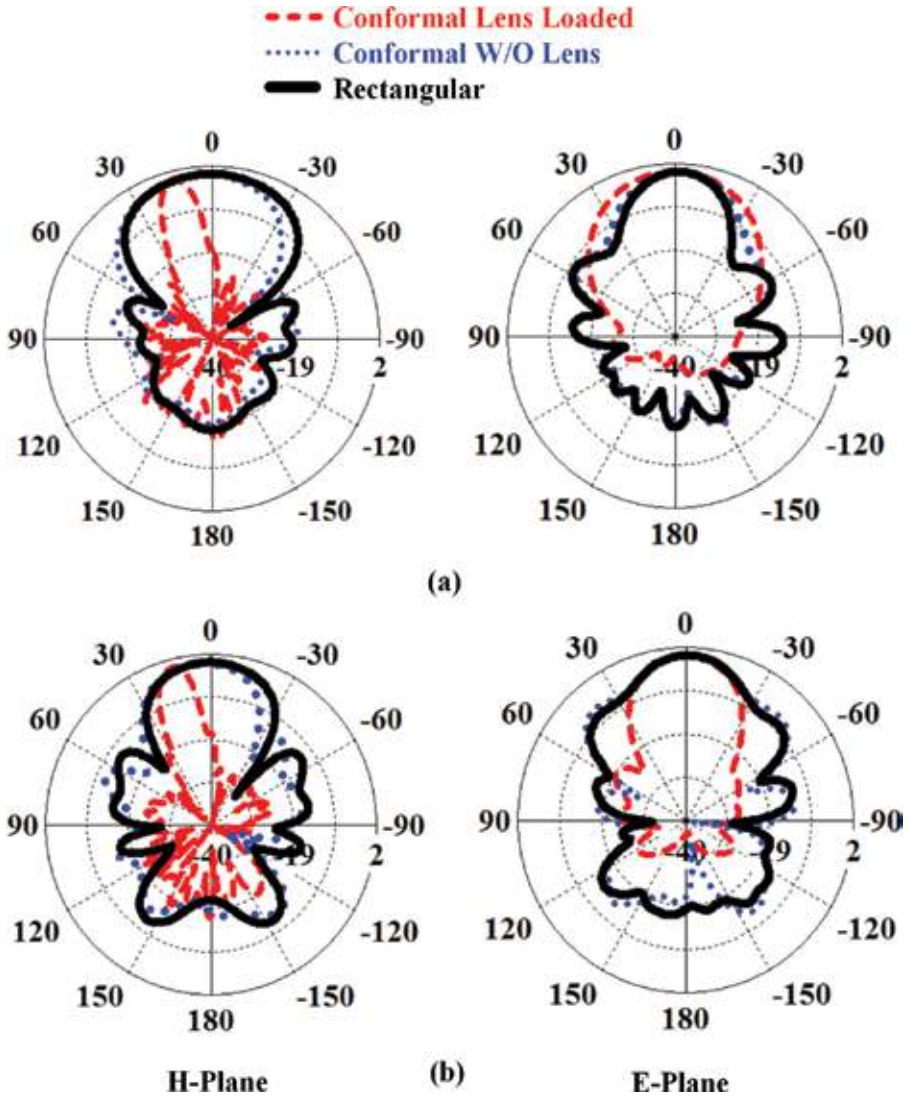 Conformal Lens Loaded
Conformal W/O Lens
Rectangular
0 0
30 -30 30 -30
60 -60 60 -60
90 -40 -19 2 -90 90 -40 -19 2 -90
120 -120 120 -120
150 -150 150 -150
180 180
(a)
0 0
30 -30 30 -30
60 -60 60 -60
90 -40 -19 2 -90 90 -40 -19 2 -90
120 -120 120 -120
150 -150 150 -150
180 180
H-Plane (b) E-Plane